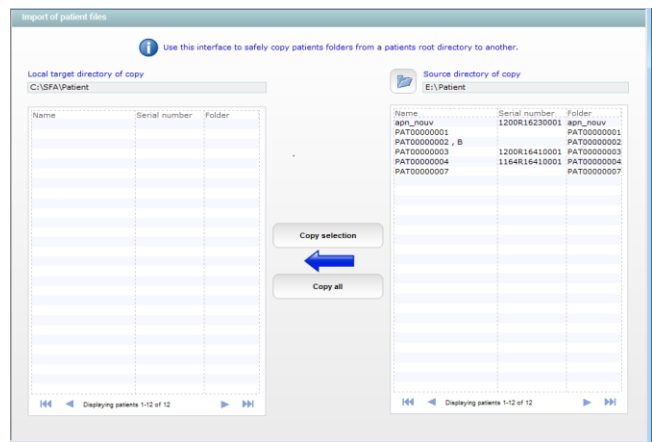 Import of patient files
Use this interface to safely copy patients folders from a patients root directory to another.
Local target directory of copy
C:\SFA\Patient
Name Serial number Folder
Displaying patients 1-12 of 12
Copy selection
Copy all
Source directory of copy
E:\Patient
Name Serial number Folder
apn_nouv 1200R16230001 apn_nouv
PAT00000001 PAT00000001
PAT00000002 , B PAT00000002
PAT00000003 1200R16410001 PAT00000003
PAT00000004 1164R16410001 PAT00000004
PAT00000007 PAT00000007
Displaying patients 1-12 of 12